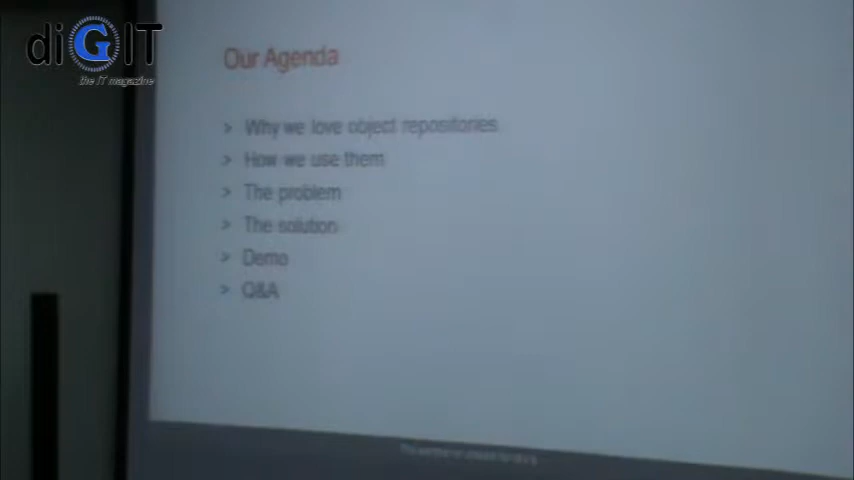 diGIT
the IT magazine
Our Agenda
> Why we love object repositories
> How we use them
> The problem
> The solution
> Demo
> Q&A